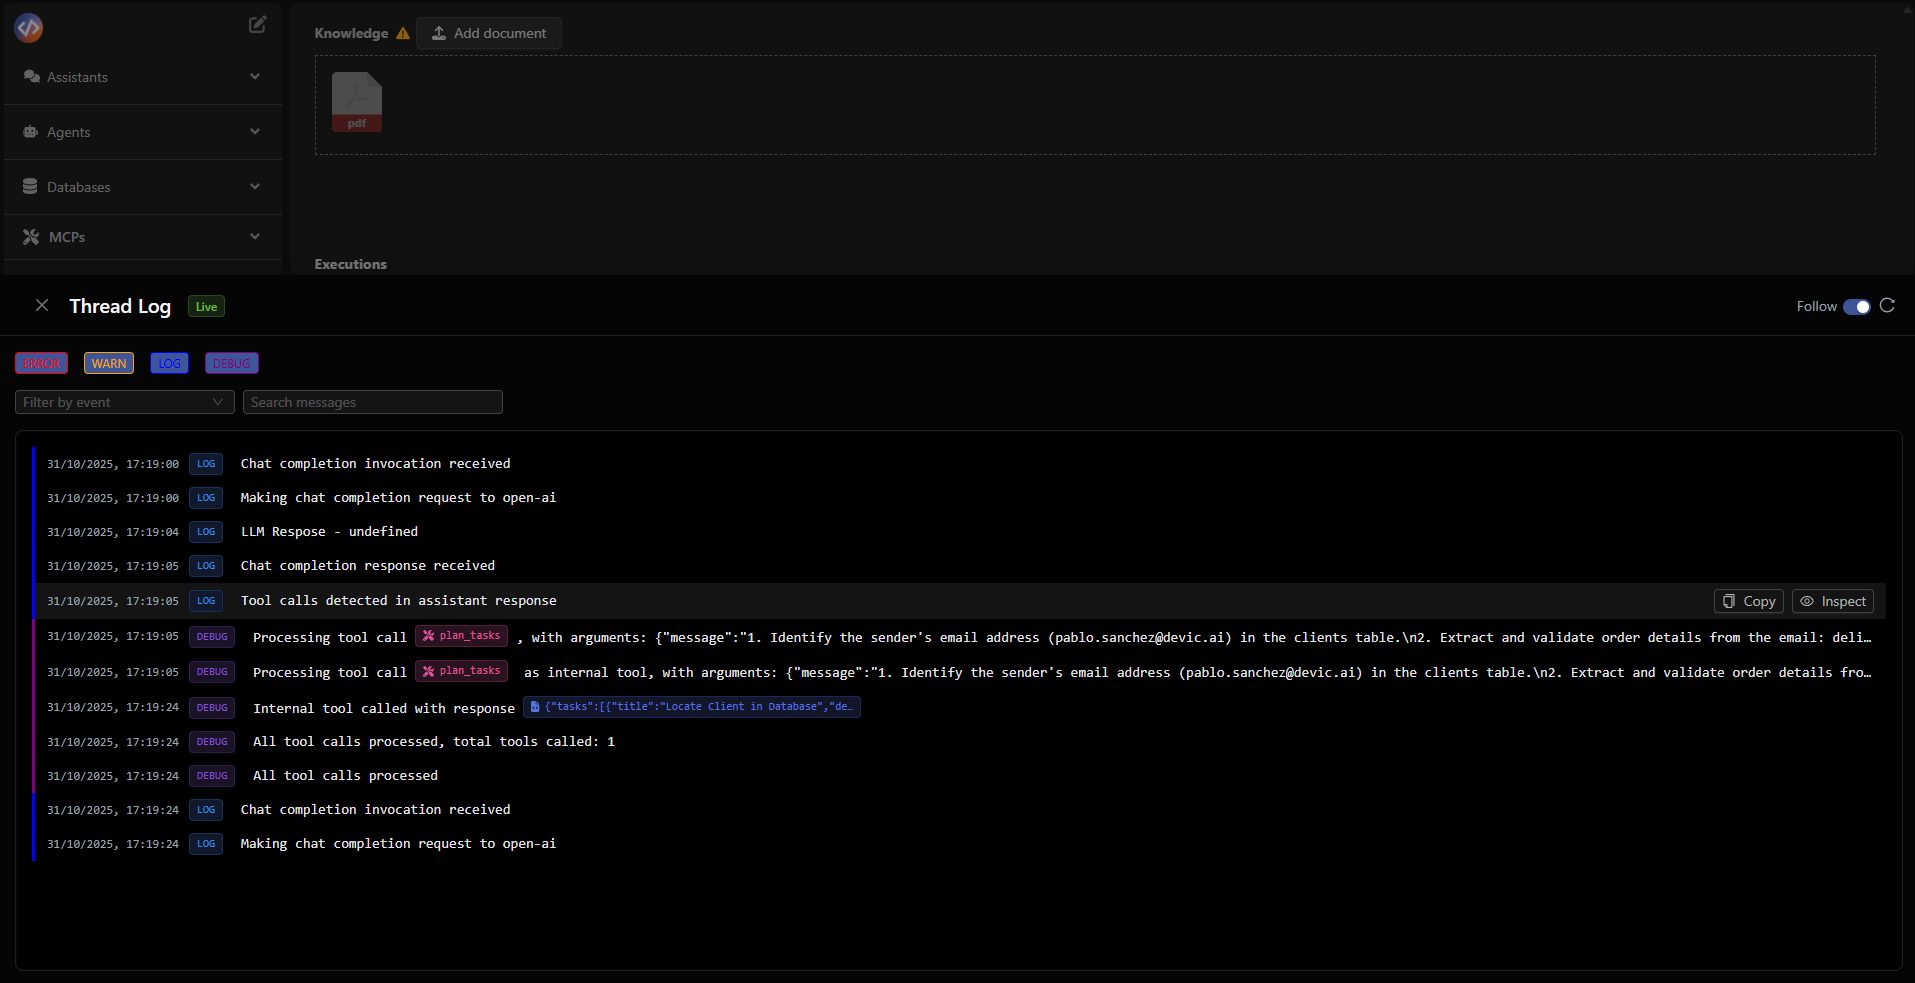 Knowledge Add document
Assistants
pdf
Agents
Databases
MCPs
Executions
Thread Log Live
Follow
ERROR WARN LOG DEBUG
Filter by event Search messages
31/10/2025, 17:19:00 LOG Chat completion invocation received
31/10/2025, 17:19:00 LOG Making chat completion request to open-ai
31/10/2025, 17:19:04 LOG LLM Respose - undefined
31/10/2025, 17:19:05 LOG Chat completion response received
31/10/2025, 17:19:05 LOG Tool calls detected in assistant response Copy Inspect
31/10/2025, 17:19:05 DEBUG Processing tool call plan_tasks , with arguments: {"message":"1. Identify the sender's email address (pablo.sanchez@devic.ai) in the clients table.\n2. Extract and validate order details from the email: deli…
31/10/2025, 17:19:05 DEBUG Processing tool call plan_tasks as internal tool, with arguments: {"message":"1. Identify the sender's email address (pablo.sanchez@devic.ai) in the clients table.\n2. Extract and validate order details fro…
31/10/2025, 17:19:24 DEBUG Internal tool called with response {"tasks":[{"title":"Locate Client in Database","de…
31/10/2025, 17:19:24 DEBUG All tool calls processed, total tools called: 1
31/10/2025, 17:19:24 DEBUG All tool calls processed
31/10/2025, 17:19:24 LOG Chat completion invocation received
31/10/2025, 17:19:24 LOG Making chat completion request to open-ai